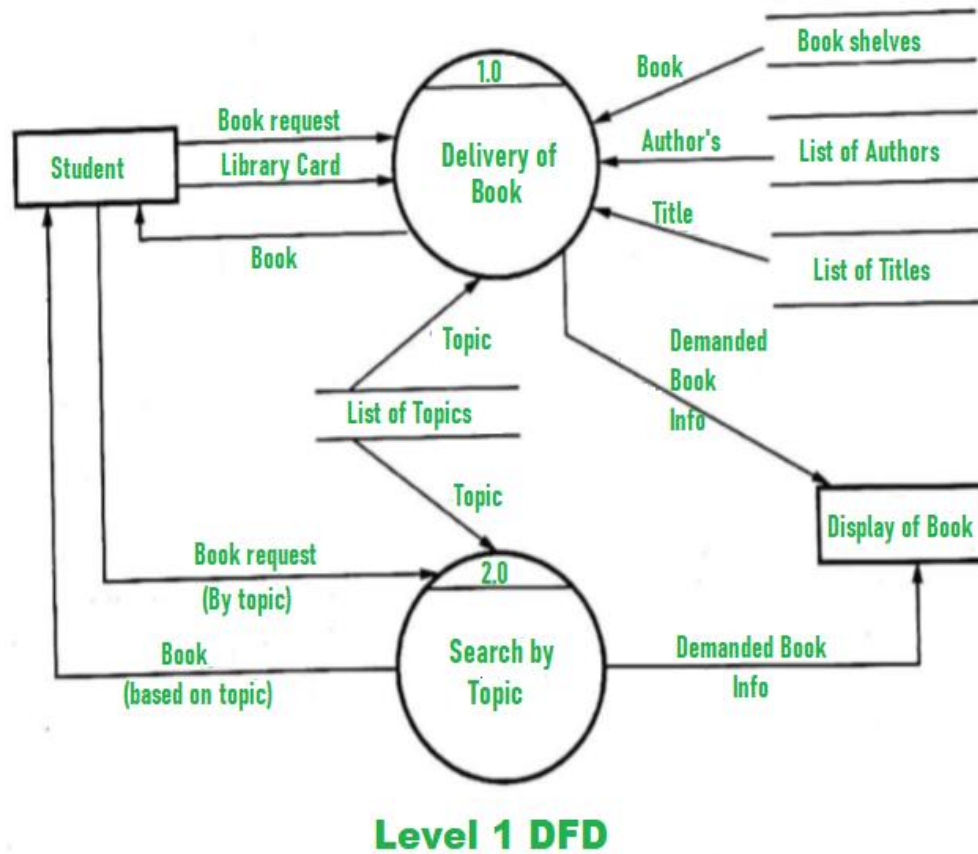 1.0
Book shelves
Book
Book request
Delivery of
Book
Author's
List of Authors
Student
Library Card
Title
Book
List of Titles
Topic
Demanded
Book
Info
List of Topics
Topic
Display of Book
Book request
(By topic)
2.0
Search by
Topic
Book
(based on topic)
Demanded Book
Info
Level 1 DFD